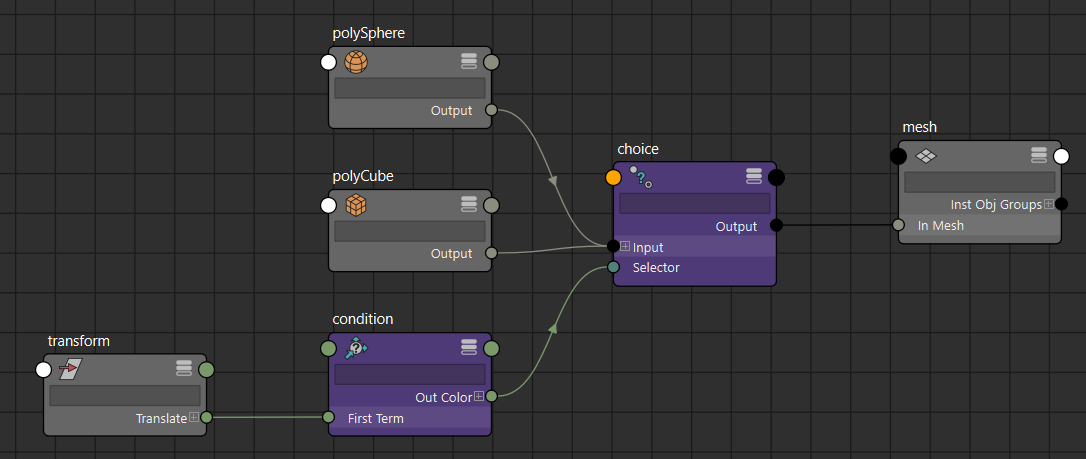 polySphere
Output
polyCube
Output
transform
Translate
condition
Out Color
First Term
choice
Output
Input
Selector
mesh
Inst Obj Groups
In Mesh